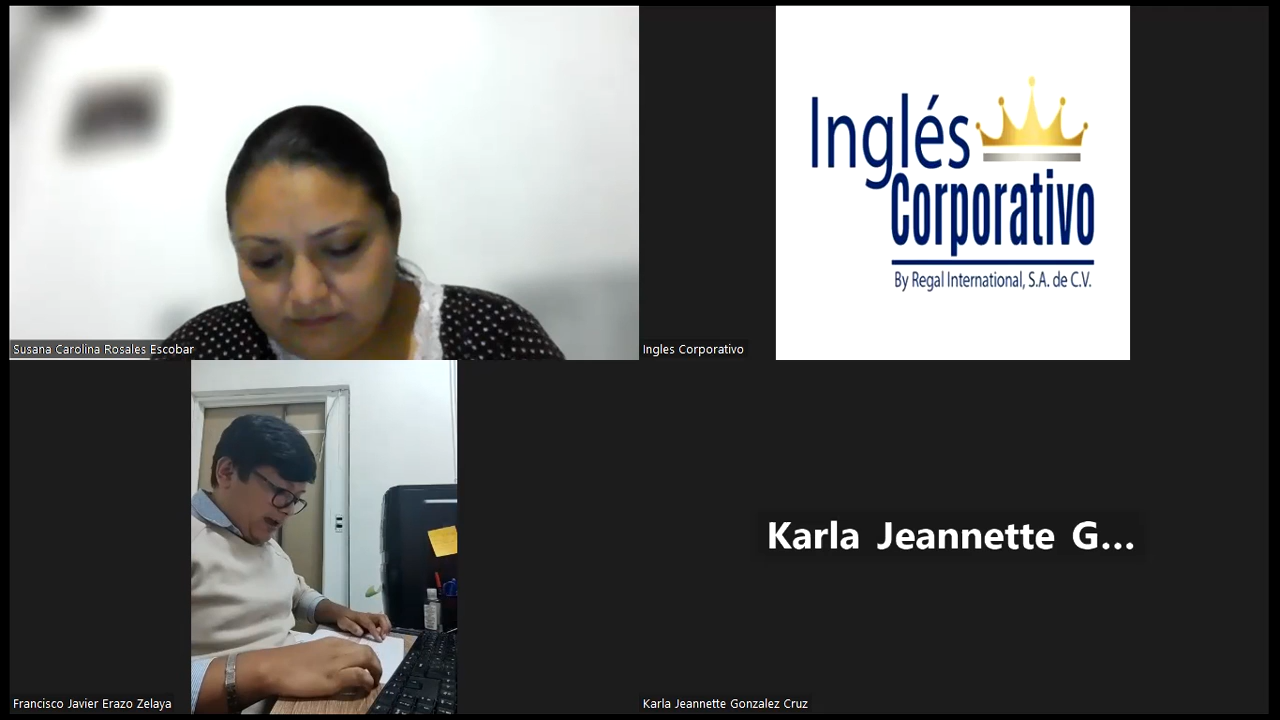 Inglés
Corporativo
By Regal International, S.A. de C.V.
Susana Carolina Rosales Escobar
Ingles Corporativo
Karla Jeannette G...
Francisco Javier Erazo Zelaya
Karla Jeannette Gonzalez Cruz